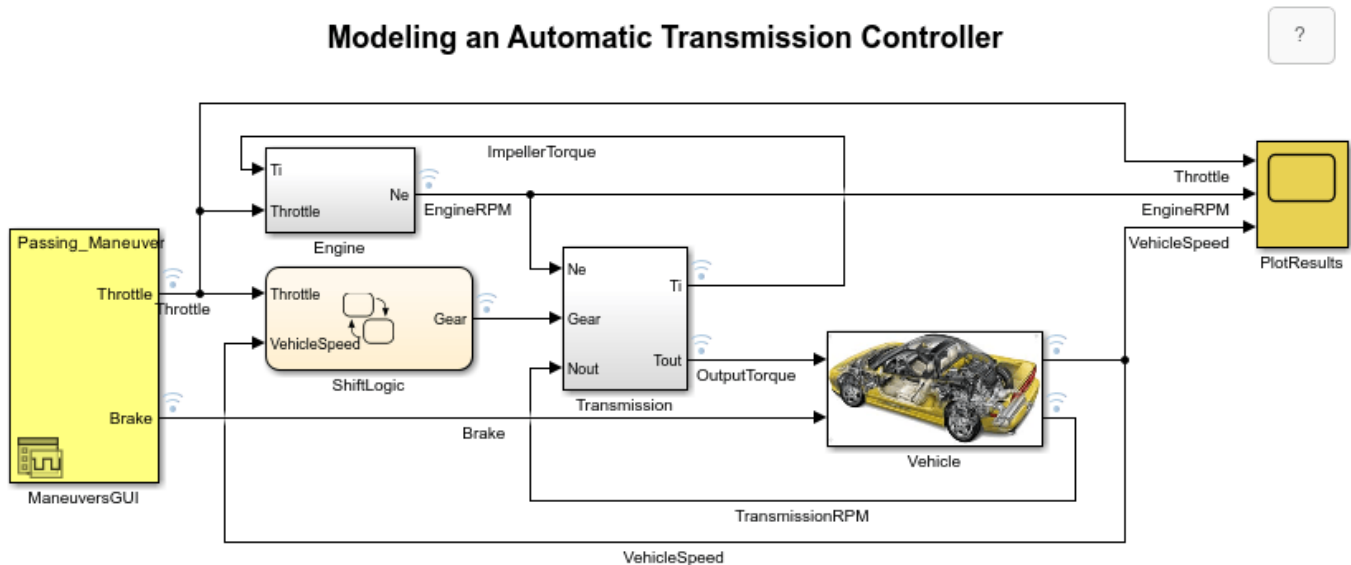 Modeling an Automatic Transmission Controller
?
ImpellerTorque
Ti
Throttle
Ne
EngineRPM
Engine
Throttle
EngineRPM
VehicleSpeed
PlotResults
Passing_Maneuver
Throttle
Brake
ManeuversGUI
Throttle
Throttle
VehicleSpeed
Gear
ShiftLogic
Ne
Gear
Nout
Ti
Tout
Transmission
OutputTorque
Brake
Vehicle
TransmissionRPM
VehicleSpeed